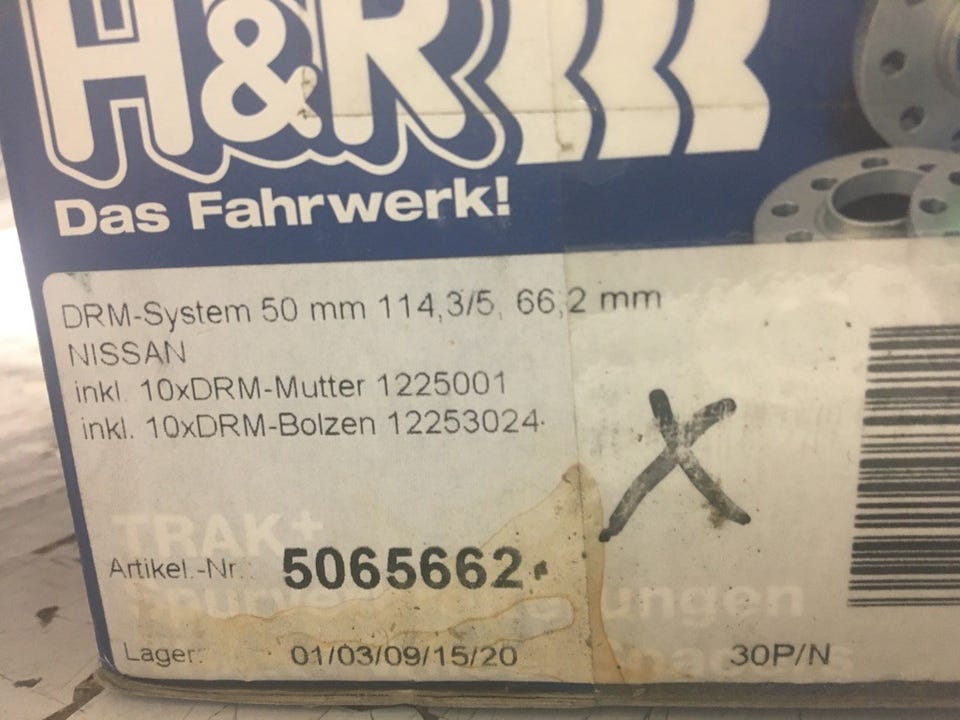 H&R
Das Fahrwerk!
DRM-System 50 mm 114,3/5, 66,2 mm
NISSAN
inkl. 10xDRM-Mutter 1225001
inkl. 10xDRM-Bolzen 12253024
TRAK+
Artikel.-Nr. 5065662
Lager: 01/03/09/15/20 30P/N